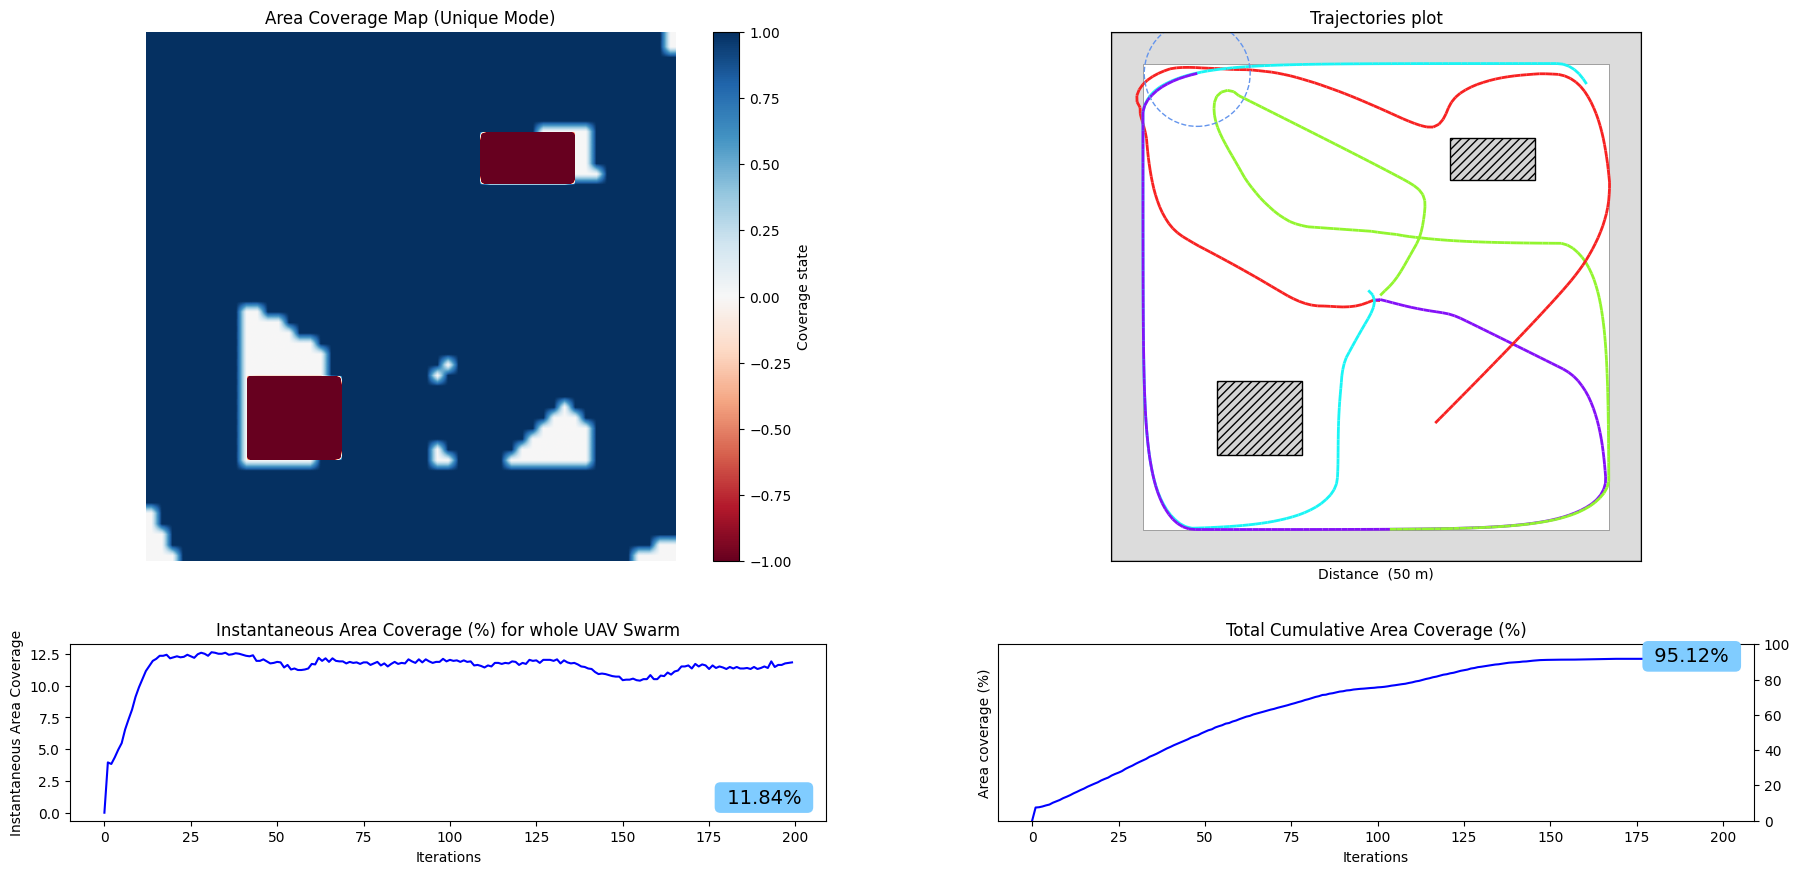 Area Coverage Map (Unique Mode)
1.00
0.75
0.50
0.25
0.00
−0.25
−0.50
−0.75
−1.00
Coverage state
Trajectories plot
Distance  (50 m)
Instantaneous Area Coverage (%) for whole UAV Swarm
Instantaneous Area Coverage
12.5
10.0
7.5
5.0
2.5
0.0
11.84%
0 25 50 75 100 125 150 175 200
Iterations
Total Cumulative Area Coverage (%)
Area coverage (%)
95.12%
100
80
60
40
20
0
0 25 50 75 100 125 150 175 200
Iterations